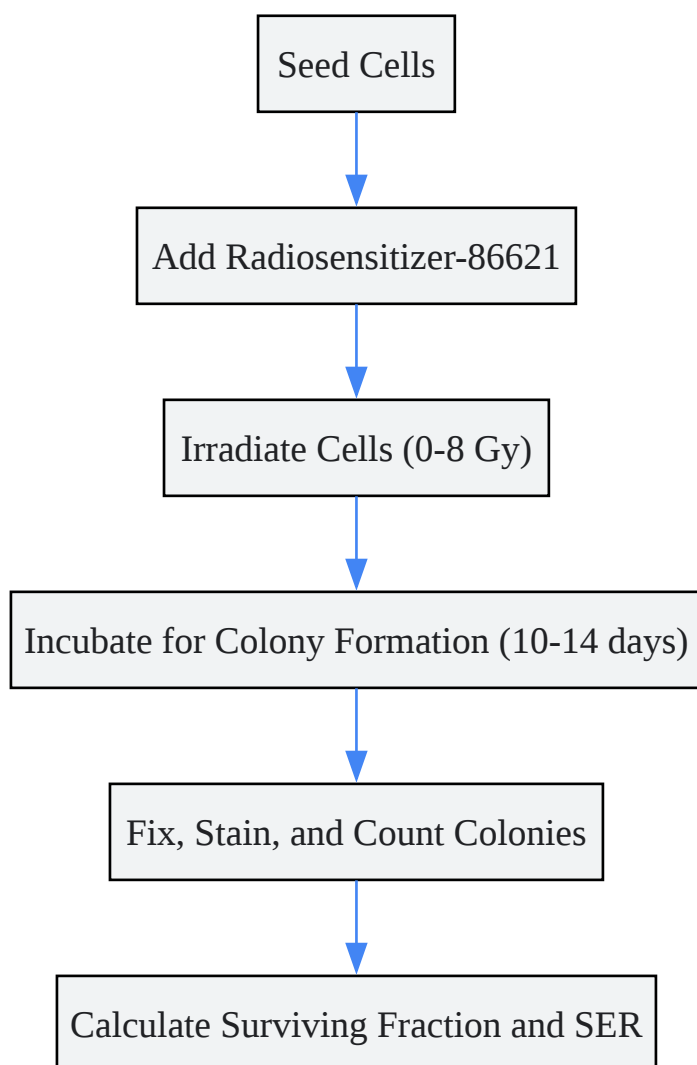 Seed Cells
Add Radiosensitizer-86621
Irradiate Cells (0-8 Gy)
Incubate for Colony Formation (10-14 days)
Fix, Stain, and Count Colonies
Calculate Surviving Fraction and SER